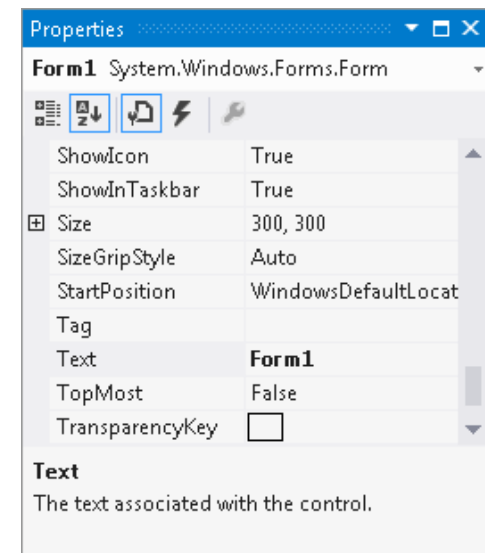 Properties
Form1 System.Windows.Forms.Form
ShowIcon True
ShowInTaskbar True
Size 300, 300
SizeGripStyle Auto
StartPosition WindowsDefaultLocat
Tag
Text Form1
TopMost False
TransparencyKey
Text
The text associated with the control.